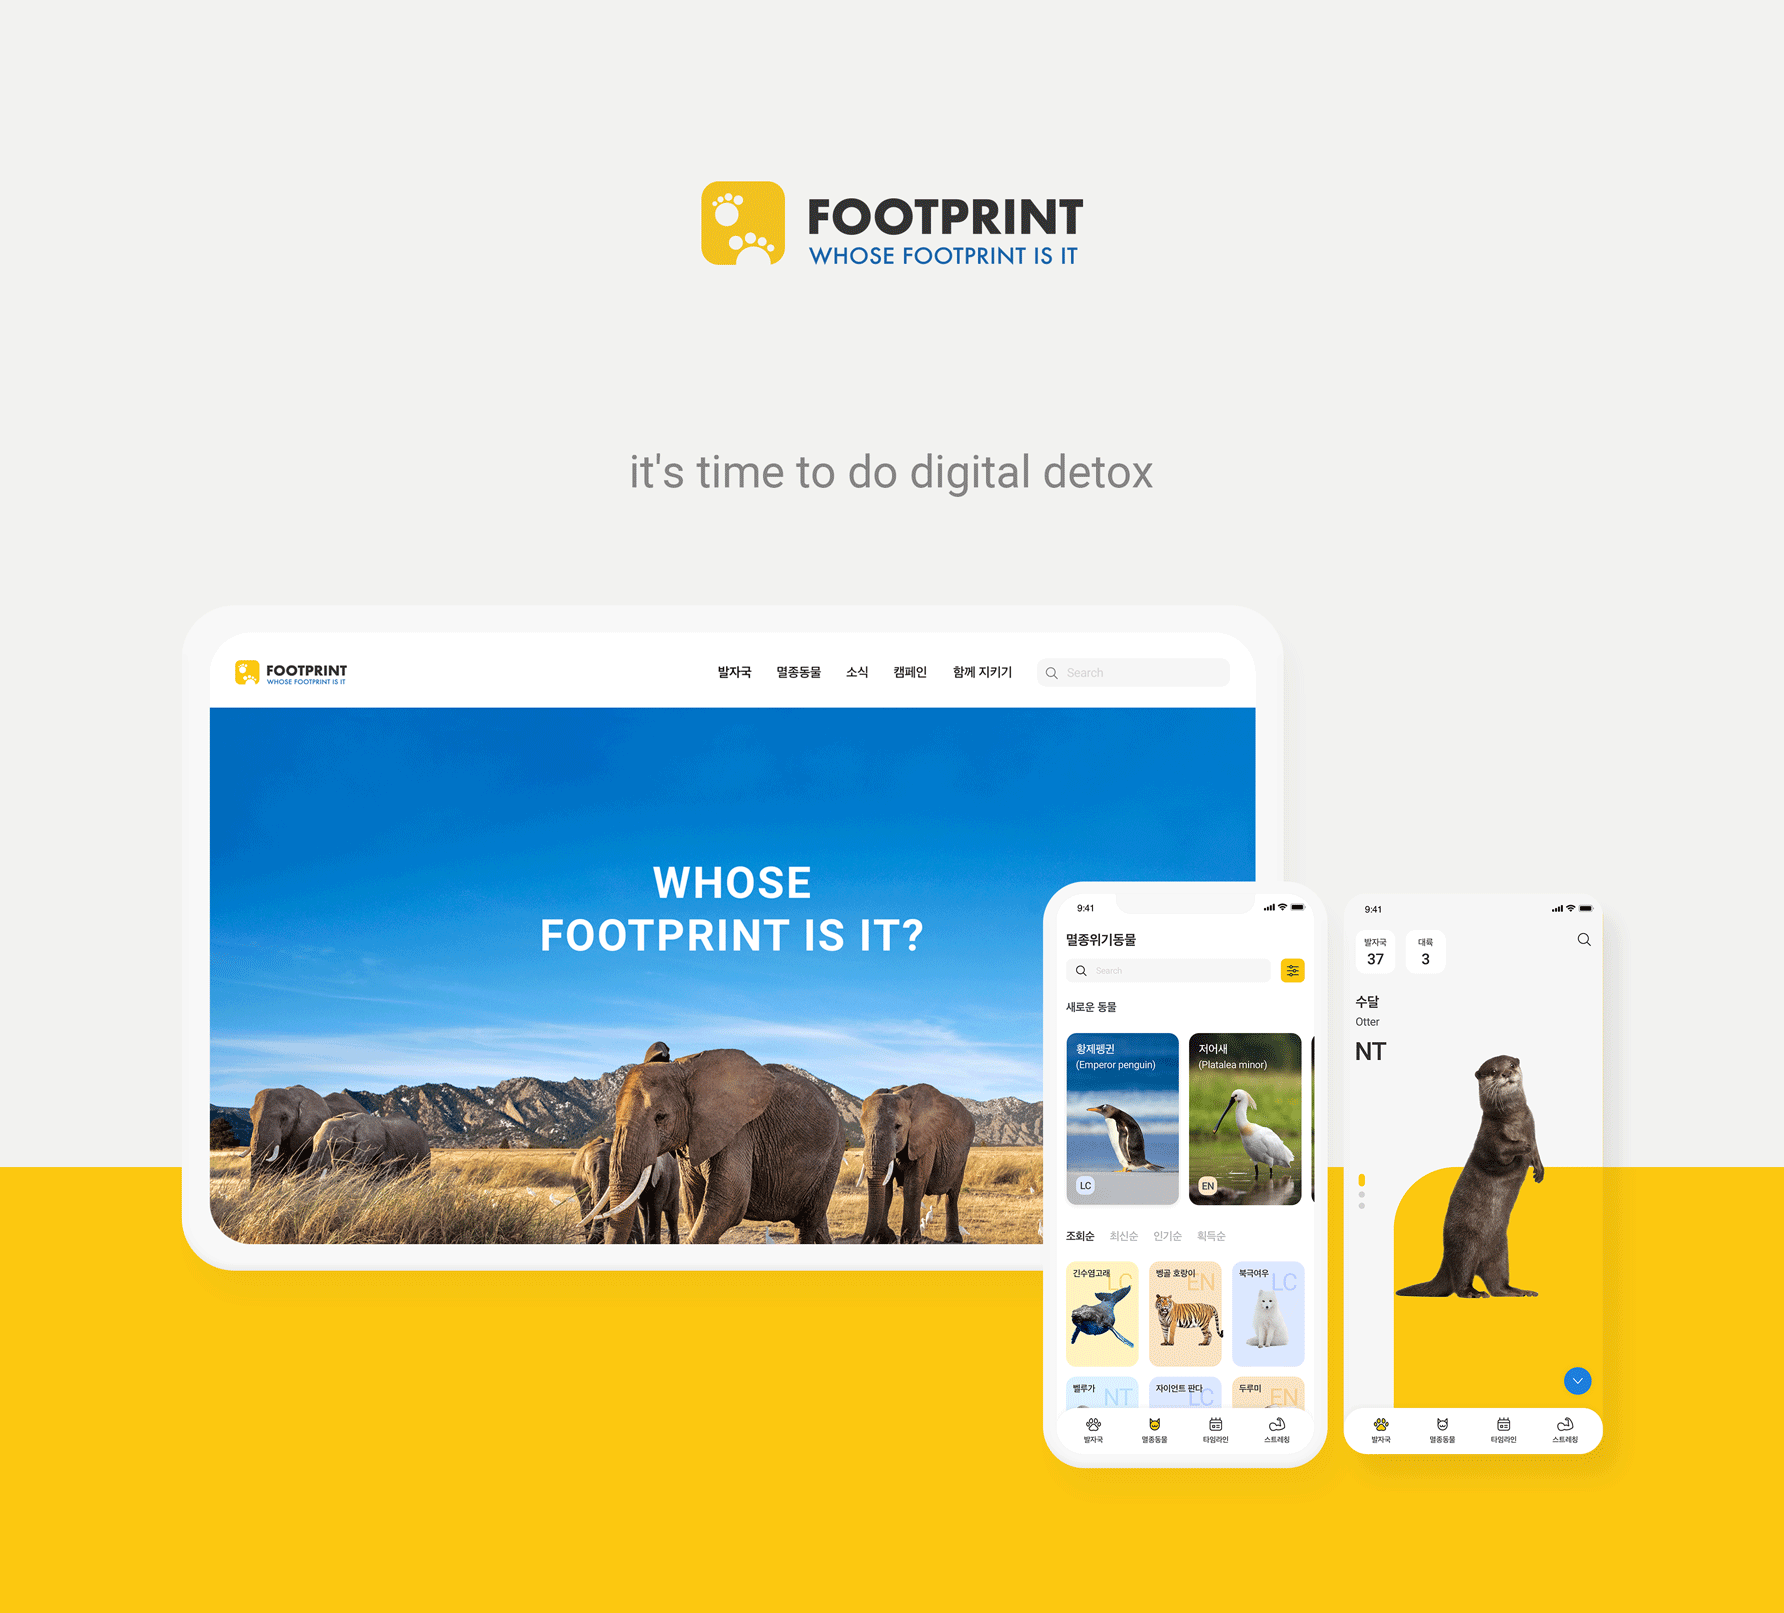 FOOTPRINT
WHOSE FOOTPRINT IS IT
it's time to do digital detox
FOOTPRINT
WHOSE FOOTPRINT IS IT
발자국 멸종동물 소식 캠페인 함께 지키기 Search
WHOSE
FOOTPRINT IS IT?
9:41
멸종위기동물
Search
새로운 동물
황제펭귄
(Emperor penguin)
LC
저어새
(Platalea minor)
EN
조회순 최신순 인기순 획득순
긴수염고래 LC
벵골 호랑이 EN
북극여우 LC
벨루가 NT
자이언트 판다 LC
두루미 EN
발자국 멸종동물 타임라인 스트레칭
9:41
발자국
37
대륙
3
수달
Otter
NT
발자국 멸종동물 타임라인 스트레칭